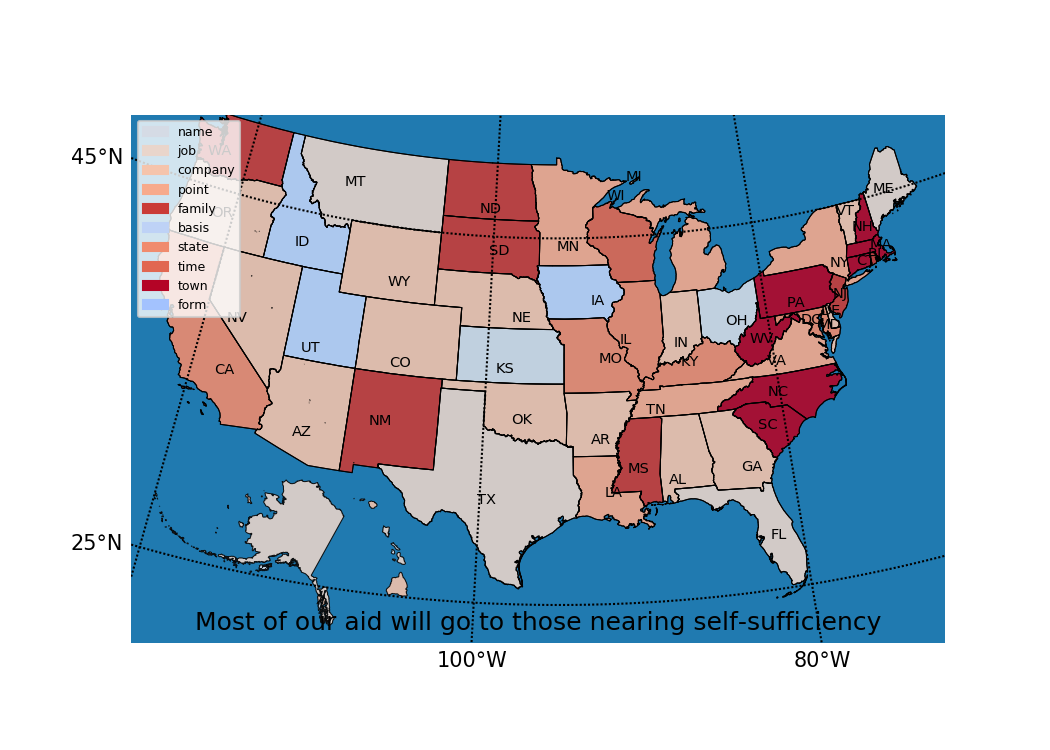 45°N
25°N
100°W
80°W
name
job
company
point
family
basis
state
time
town
form
WA
OR
CA
NV
ID
MT
WY
UT
AZ
CO
NM
ND
SD
NE
KS
OK
TX
MN
IA
MO
AR
LA
WI
MI
IL
IN
OH
KY
TN
MS
AL
GA
FL
SC
NC
VA
WV
PA
NY
VT
NH
ME
MA
CT
NJ
DE
MD
DC
Most of our aid will go to those nearing self-sufficiency